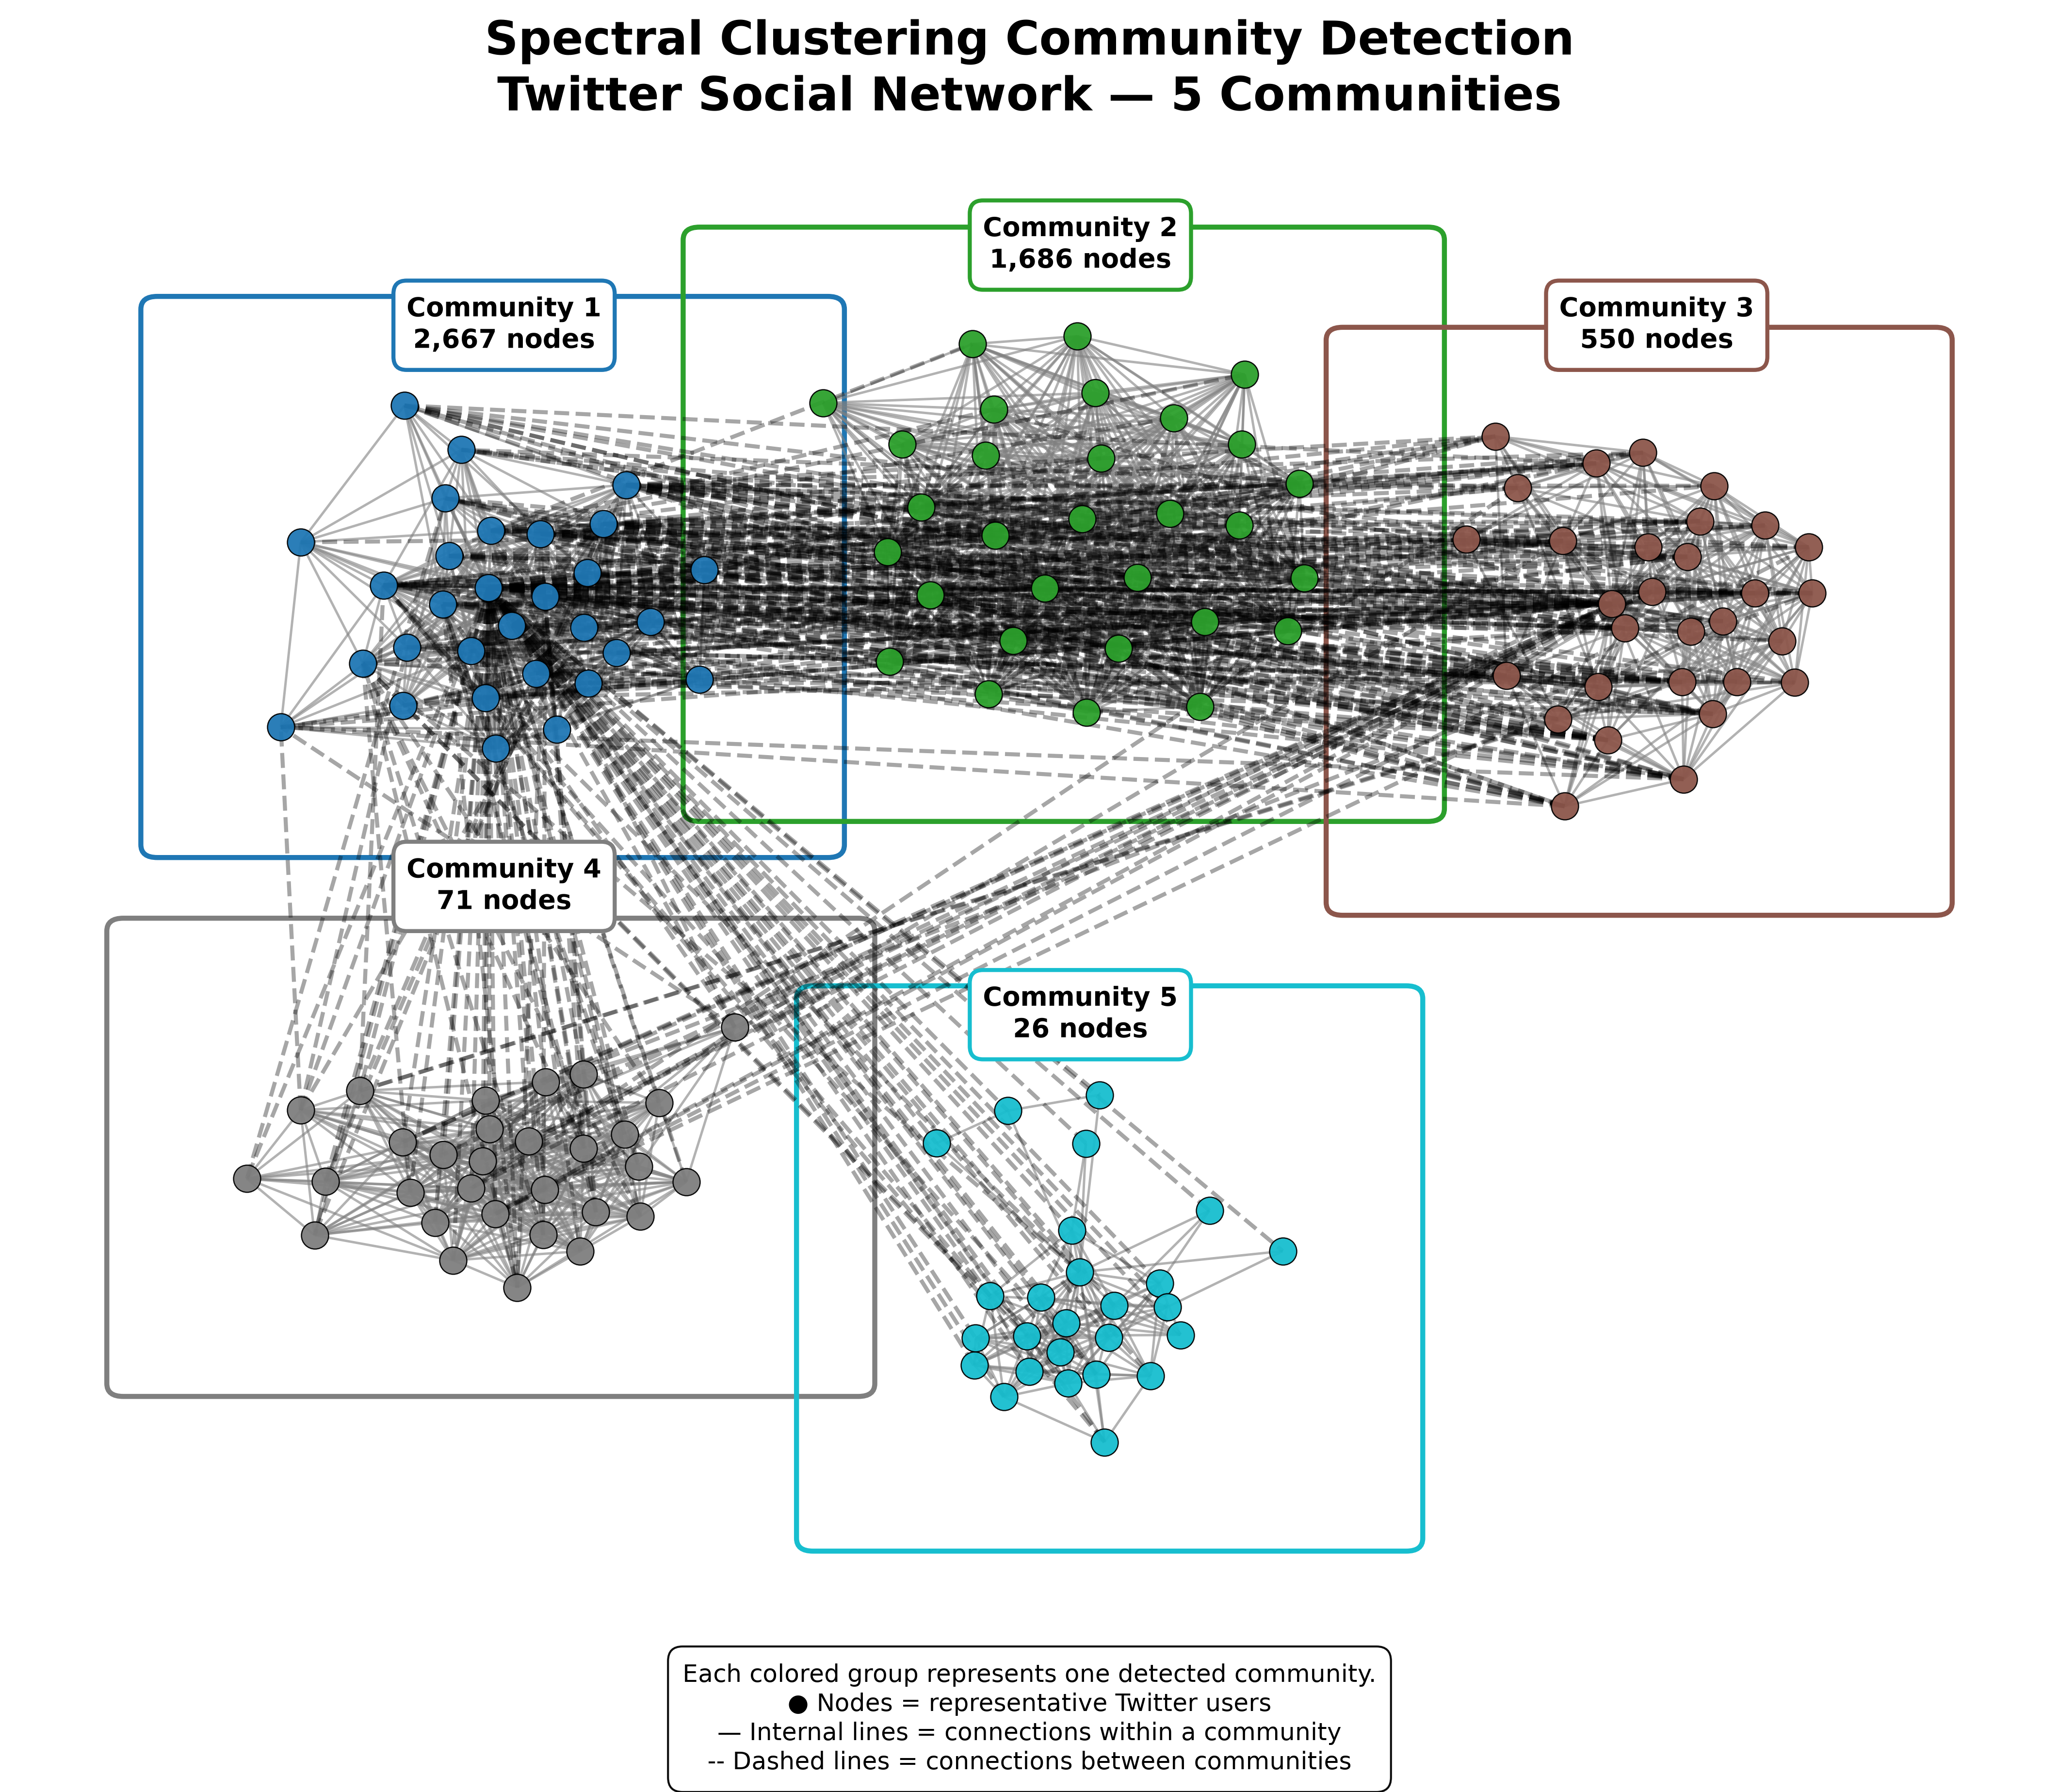 Spectral Clustering Community Detection
Twitter Social Network — 5 Communities
Community 1
2,667 nodes
Community 2
1,686 nodes
Community 3
550 nodes
Community 4
71 nodes
Community 5
26 nodes
Each colored group represents one detected community.
● Nodes = representative Twitter users
— Internal lines = connections within a community
-- Dashed lines = connections between communities